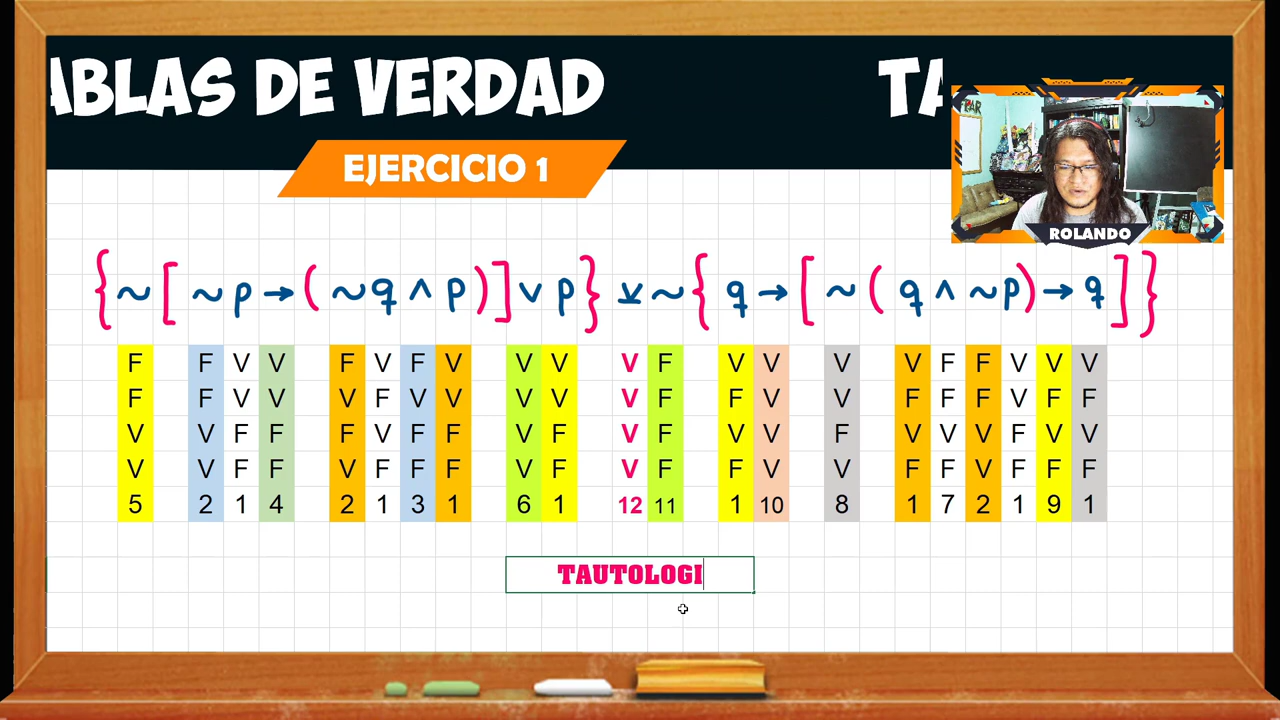 ABLAS DE VERDAD TA
EJERCICIO 1
ROLANDO
{ ~ [ ~ p → ( ~ q ∧ p ) ] ∨ p } ⊻ ~ { q → [ ~ ( q ∧ ~ p ) → q ] }
F F V V F V F V V V V F V V V V F F V V V
F F V V V F V V V V V F F V V F F F V F F
V V F F F V F F V F V F V V F V V V F V V
V V F F V F F F V F V F F V V F F V F F F
5 2 1 4 2 1 3 1 6 1 12 11 1 10 8 1 7 2 1 9 1
TAUTOLOGI